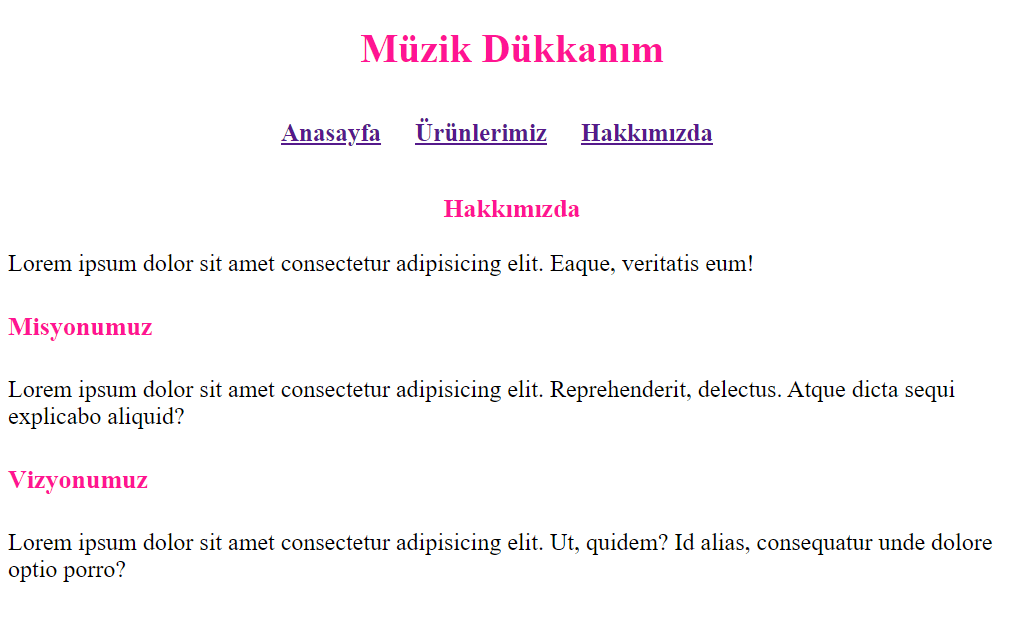 Müzik Dükkanım
Anasayfa Ürünlerimiz Hakkımızda
Hakkımızda
Lorem ipsum dolor sit amet consectetur adipisicing elit. Eaque, veritatis eum!
Misyonumuz
Lorem ipsum dolor sit amet consectetur adipisicing elit. Reprehenderit, delectus. Atque dicta sequi
explicabo aliquid?
Vizyonumuz
Lorem ipsum dolor sit amet consectetur adipisicing elit. Ut, quidem? Id alias, consequatur unde dolore
optio porro?